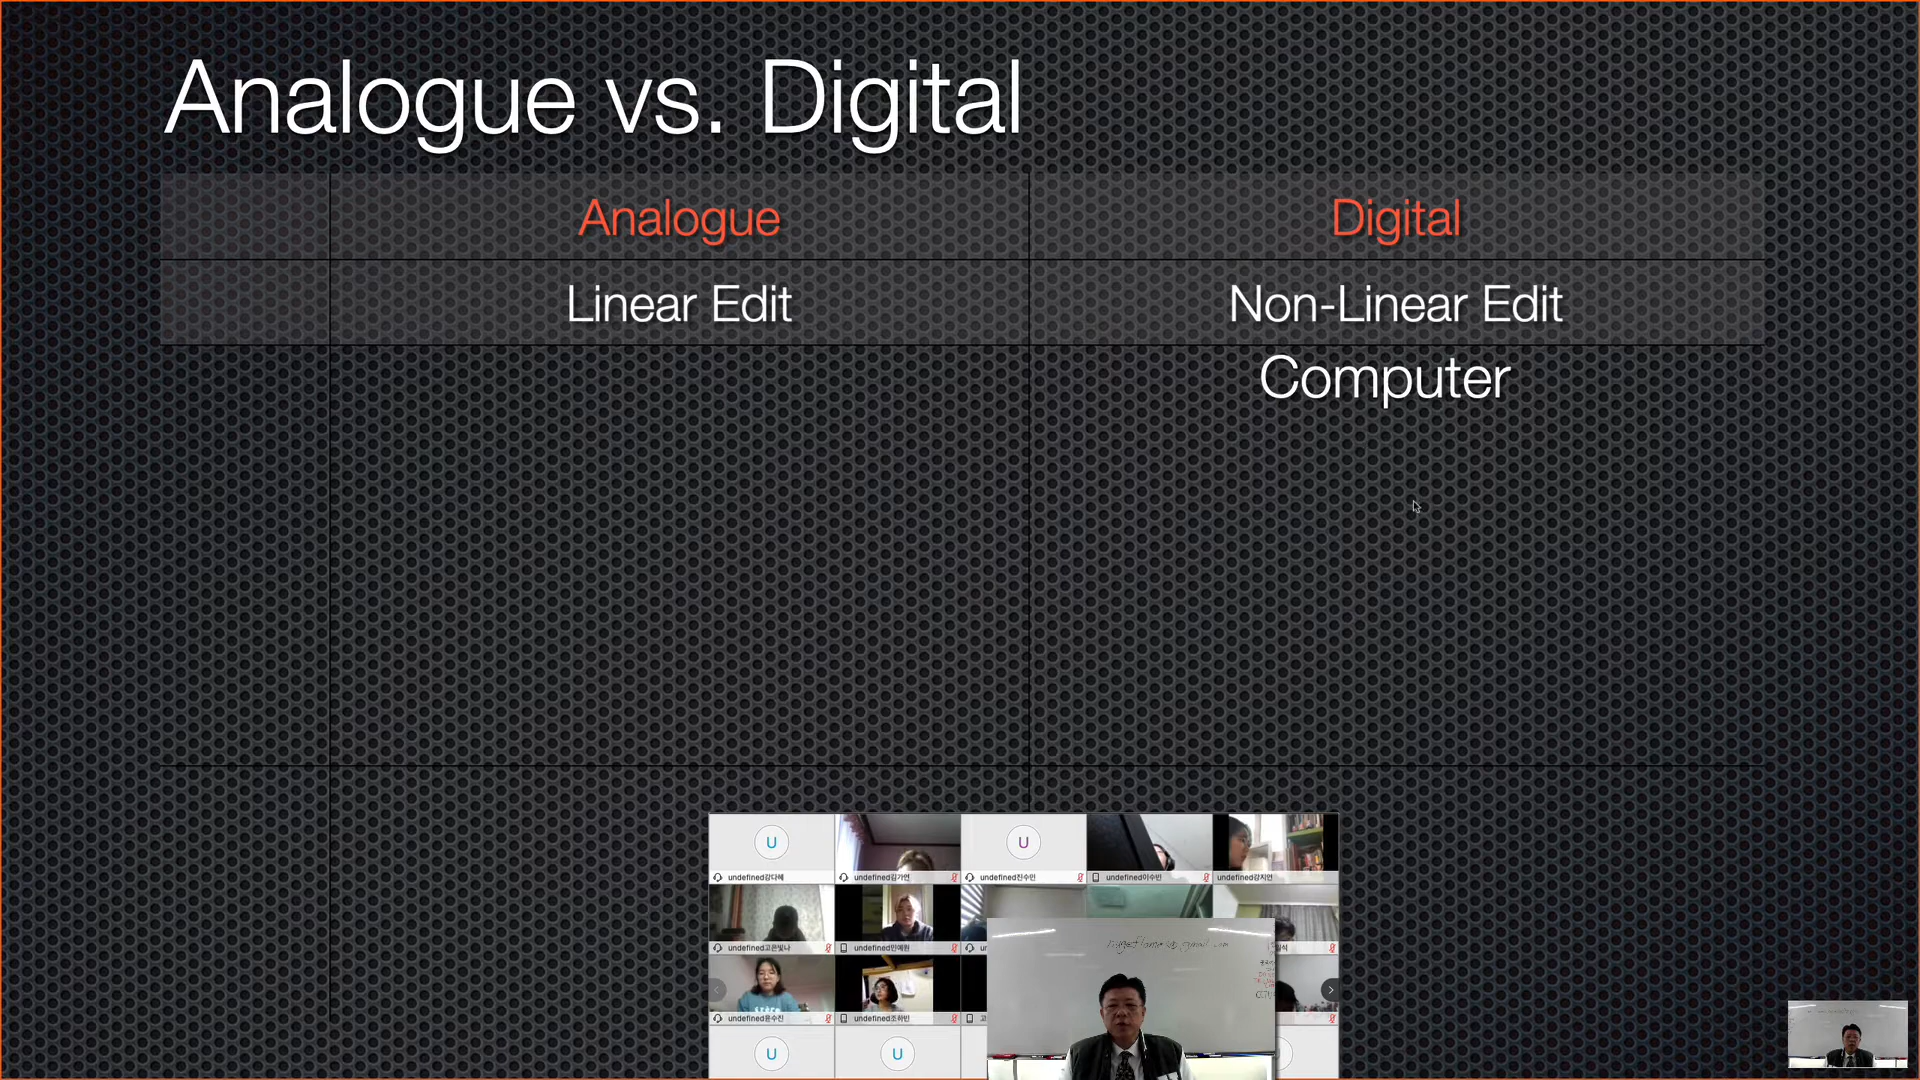 Analogue vs. Digital
Analogue Digital
Linear Edit Non-Linear Edit
Computer
U
U
undefined강다혜
undefined김가연
undefined진수민
undefined이수빈
undefined강지언
undefined고은빛나
undefined민예원
undefined윤수진
undefined조하빈
U
U